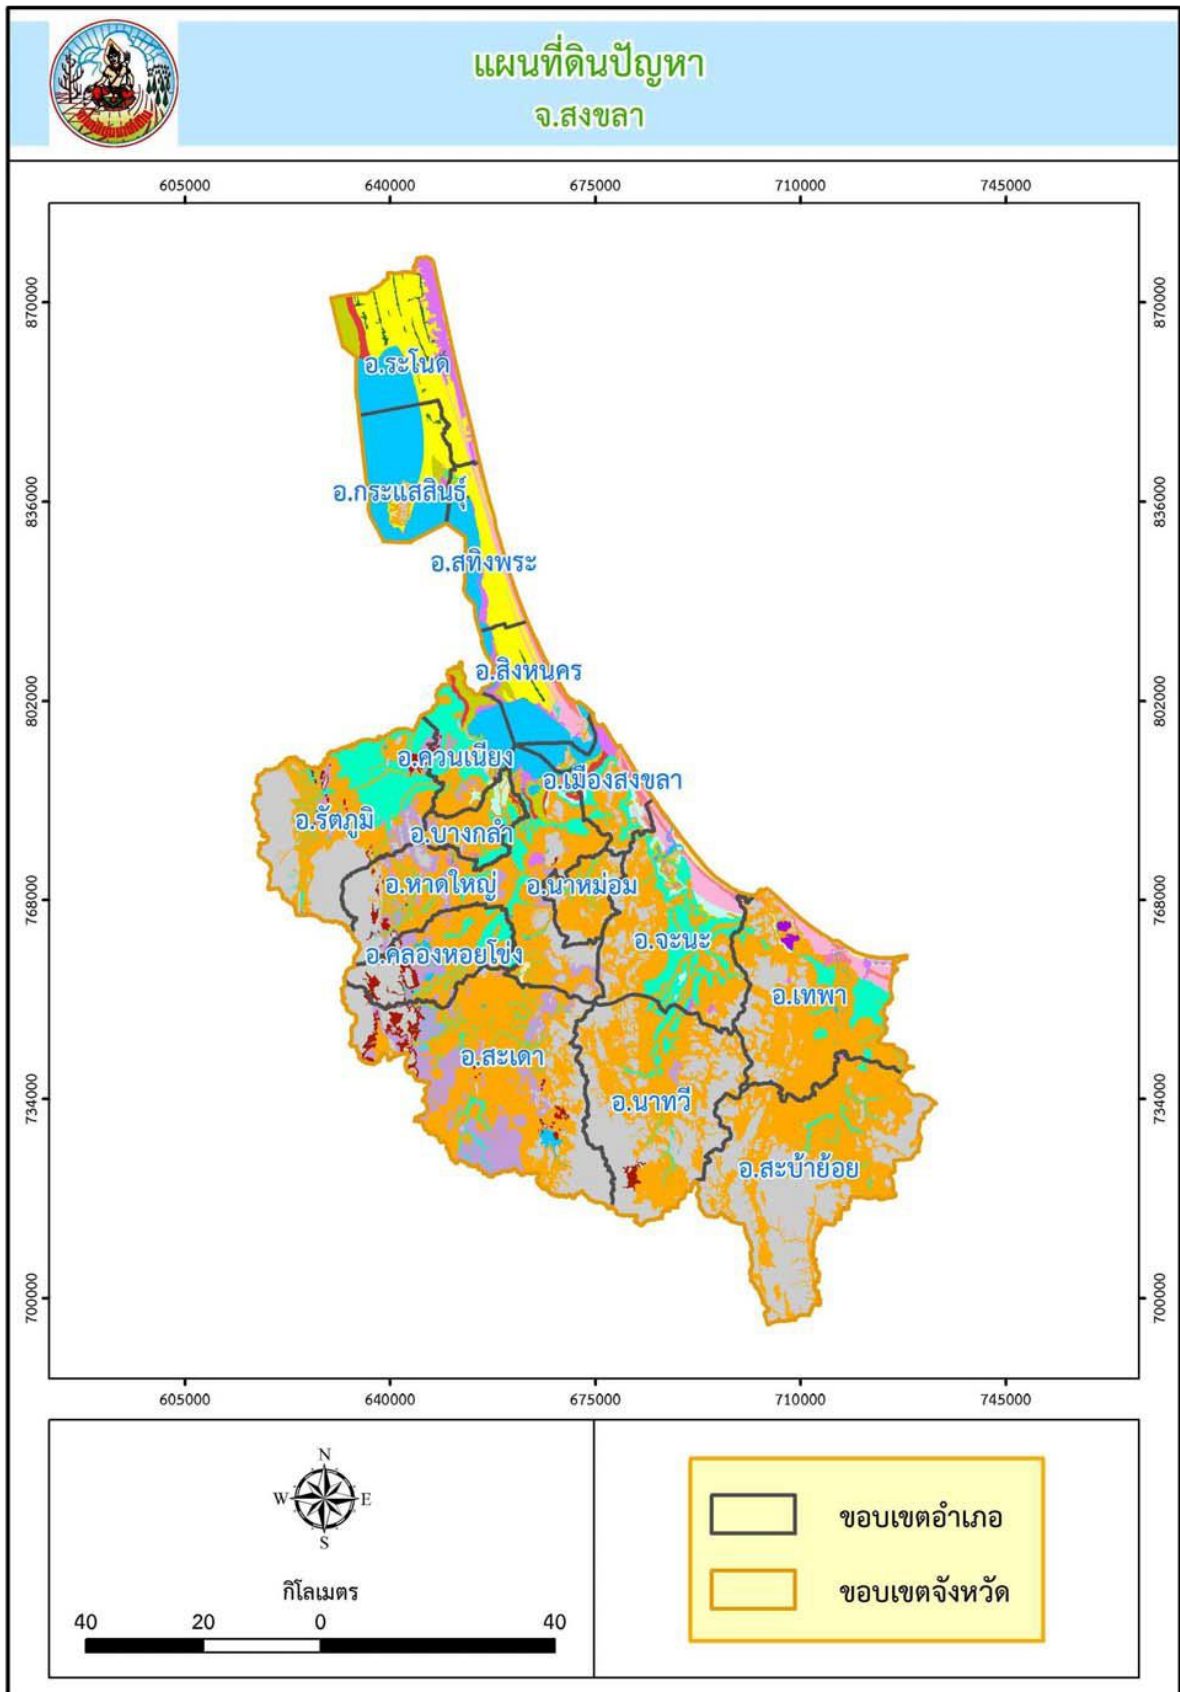 แผนที่ดินปัญหา
จ.สงขลา
605000 640000 675000 710000 745000
870000 870000
อ.ระโนด
836000 836000
อ.กระแสสินธุ์
อ.สทิงพระ
อ.สิงหนคร
802000 802000
อ.ควนเนียง
อ.เมืองสงขลา
อ.รัตภูมิ
อ.บางกล่ำ
อ.หาดใหญ่ อ.นาหม่อม
768000 768000
อ.จะนะ
อ.คลองหอยโข่ง
อ.เทพา
อ.สะเดา
734000 734000
อ.นาทวี
อ.สะบ้าย้อย
700000 700000
605000 640000 675000 710000 745000
N
W E
S
กิโลเมตร
40 20 0 40
ขอบเขตอำเภอ
ขอบเขตจังหวัด